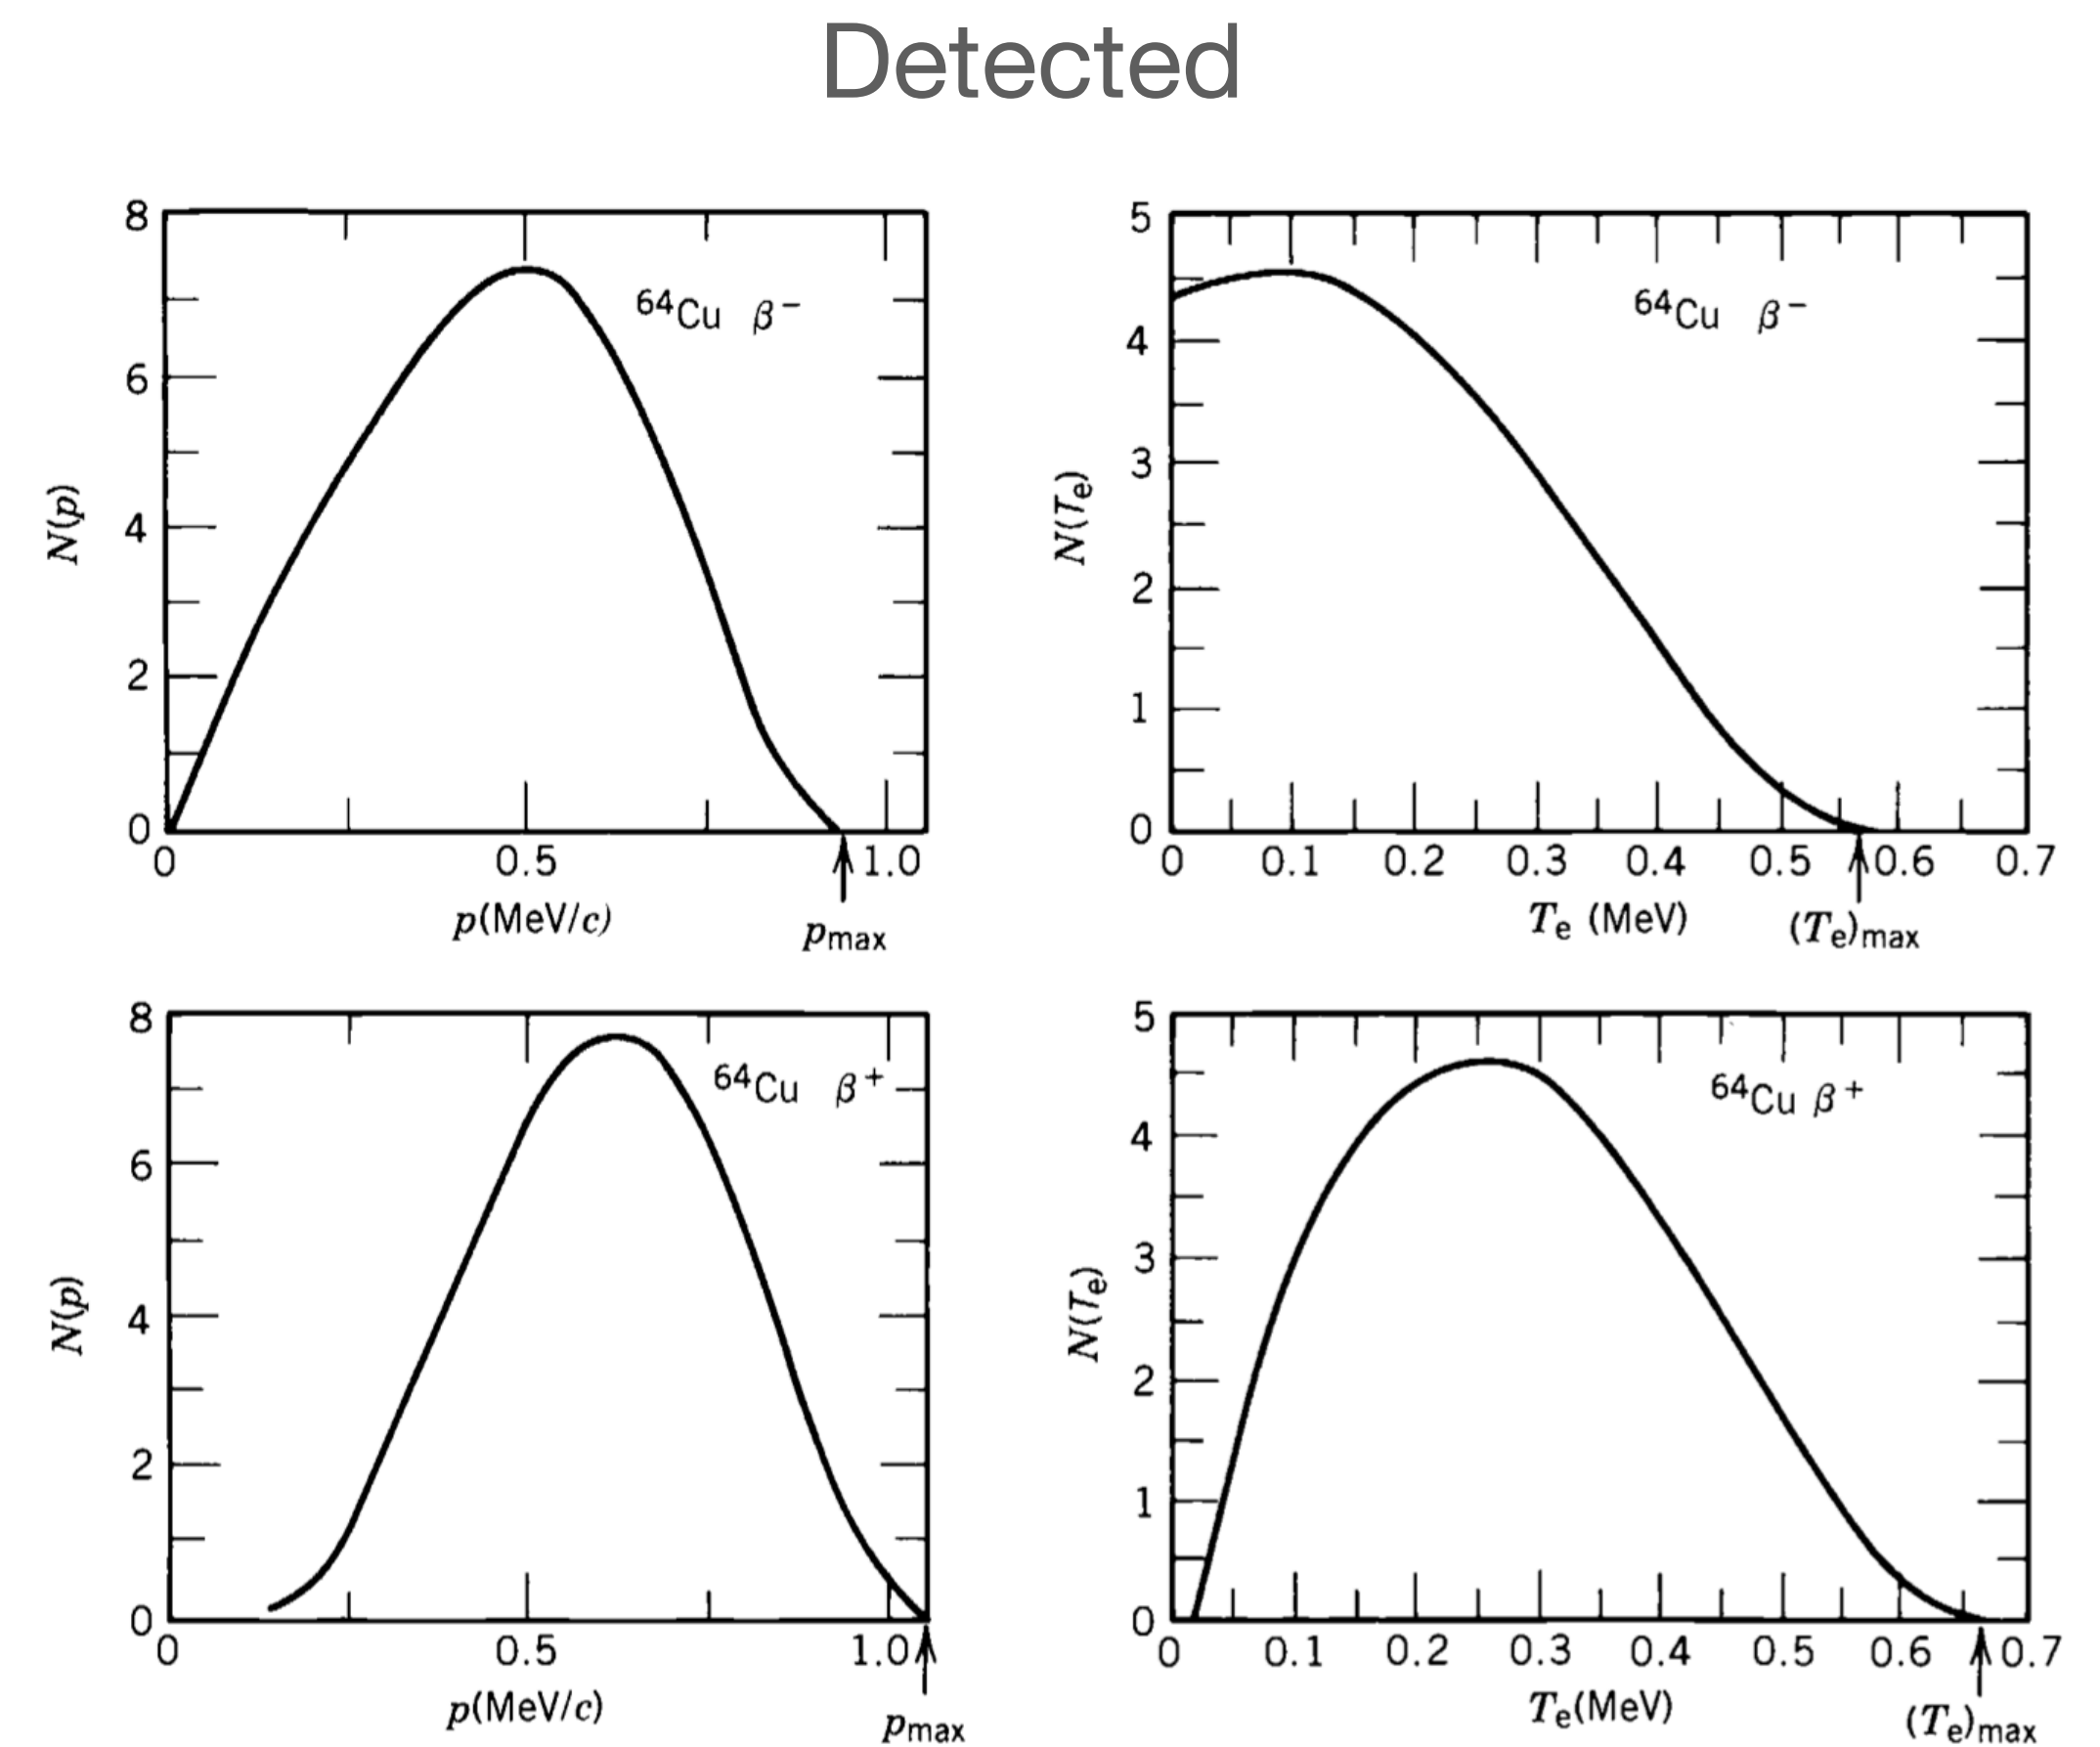 Detected
8
6
4
2
0
N(p)
⁶⁴Cu β⁻
0 0.5 1.0
p(MeV/c)
pmax
5
4
3
2
1
0
N(Te)
⁶⁴Cu β⁻
0 0.1 0.2 0.3 0.4 0.5 0.6 0.7
Te (MeV)
(Te)max
8
6
4
2
0
N(p)
⁶⁴Cu β⁺
0 0.5 1.0
p(MeV/c)
pmax
5
4
3
2
1
0
N(Te)
⁶⁴Cu β⁺
0 0.1 0.2 0.3 0.4 0.5 0.6 0.7
Te(MeV)
(Te)max